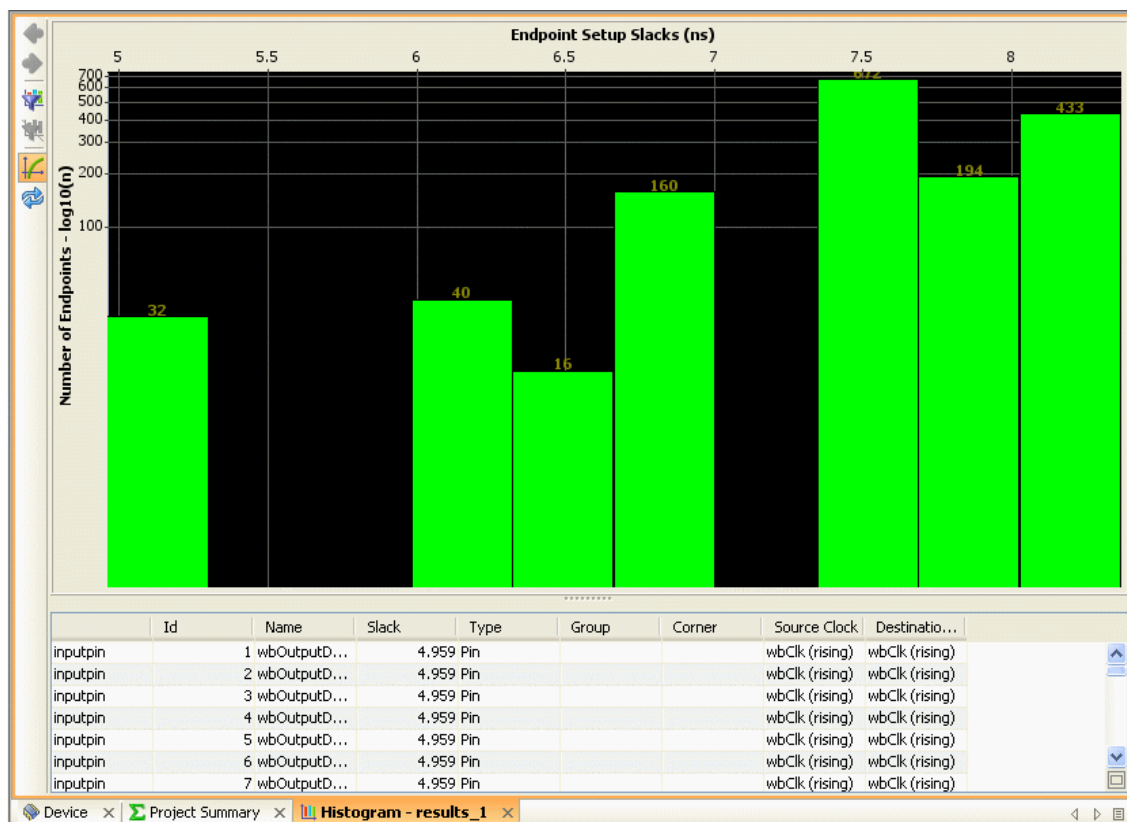 Endpoint Setup Slacks (ns)
5 5.5 6 6.5 7 7.5 8
Number of Endpoints - log10(n)
700
600
500
400
300
200
100
32
40
16
160
672
194
433
Id Name Slack Type Group Corner Source Clock Destinatio...
inputpin 1 wbOutputD... 4.959 Pin wbClk (rising) wbClk (rising)
inputpin 2 wbOutputD... 4.959 Pin wbClk (rising) wbClk (rising)
inputpin 3 wbOutputD... 4.959 Pin wbClk (rising) wbClk (rising)
inputpin 4 wbOutputD... 4.959 Pin wbClk (rising) wbClk (rising)
inputpin 5 wbOutputD... 4.959 Pin wbClk (rising) wbClk (rising)
inputpin 6 wbOutputD... 4.959 Pin wbClk (rising) wbClk (rising)
inputpin 7 wbOutputD... 4.959 Pin wbClk (rising) wbClk (rising)
Device Project Summary Histogram - results_1